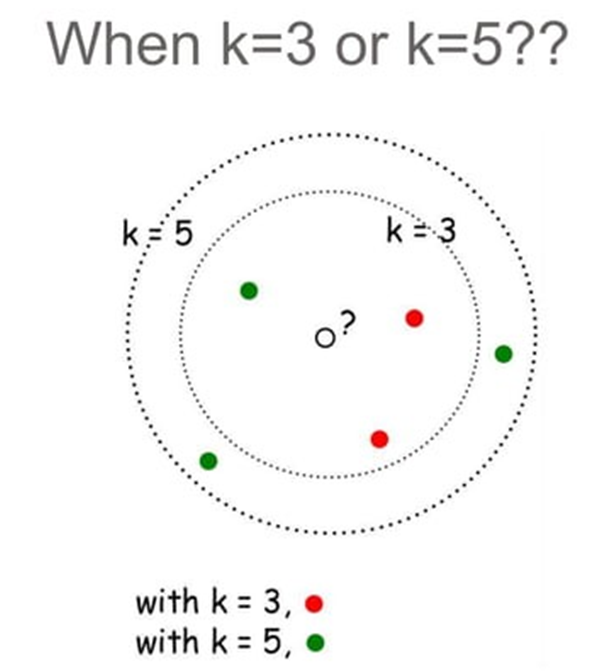 When k=3 or k=5??
k = 5
k = 3
?
with k = 3,
with k = 5,